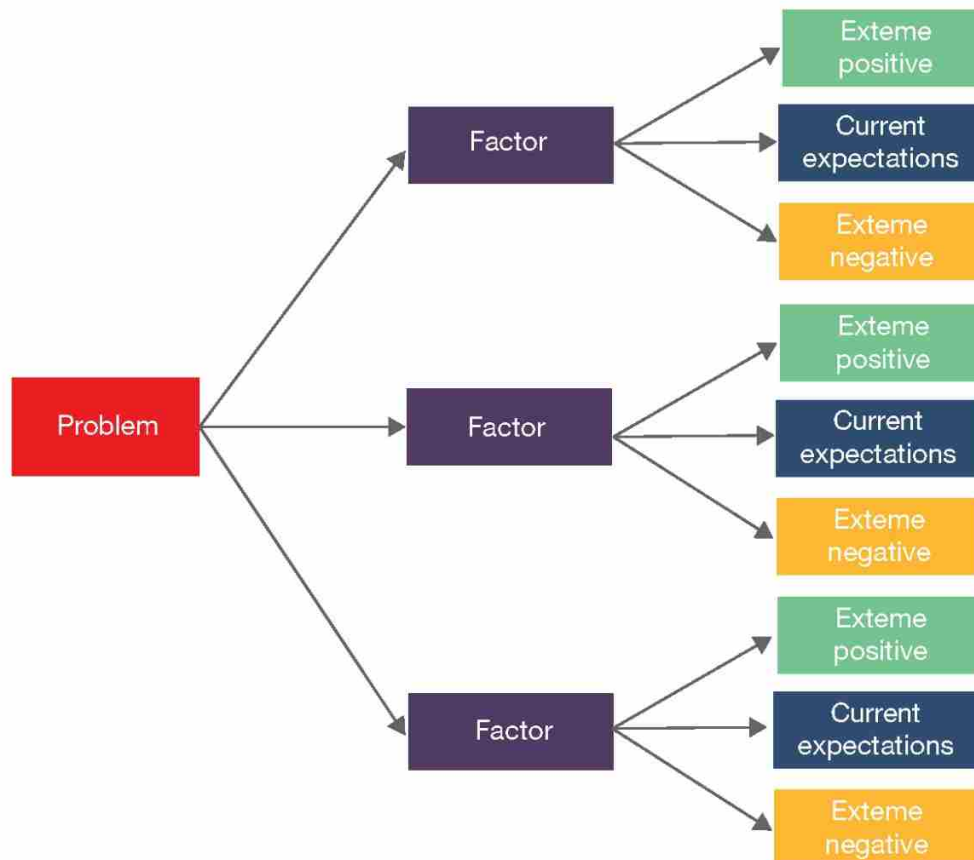 Problem
Factor
Exteme
positive
Current
expectations
Exteme
negative
Factor
Exteme
positive
Current
expectations
Exteme
negative
Factor
Exteme
positive
Current
expectations
Exteme
negative